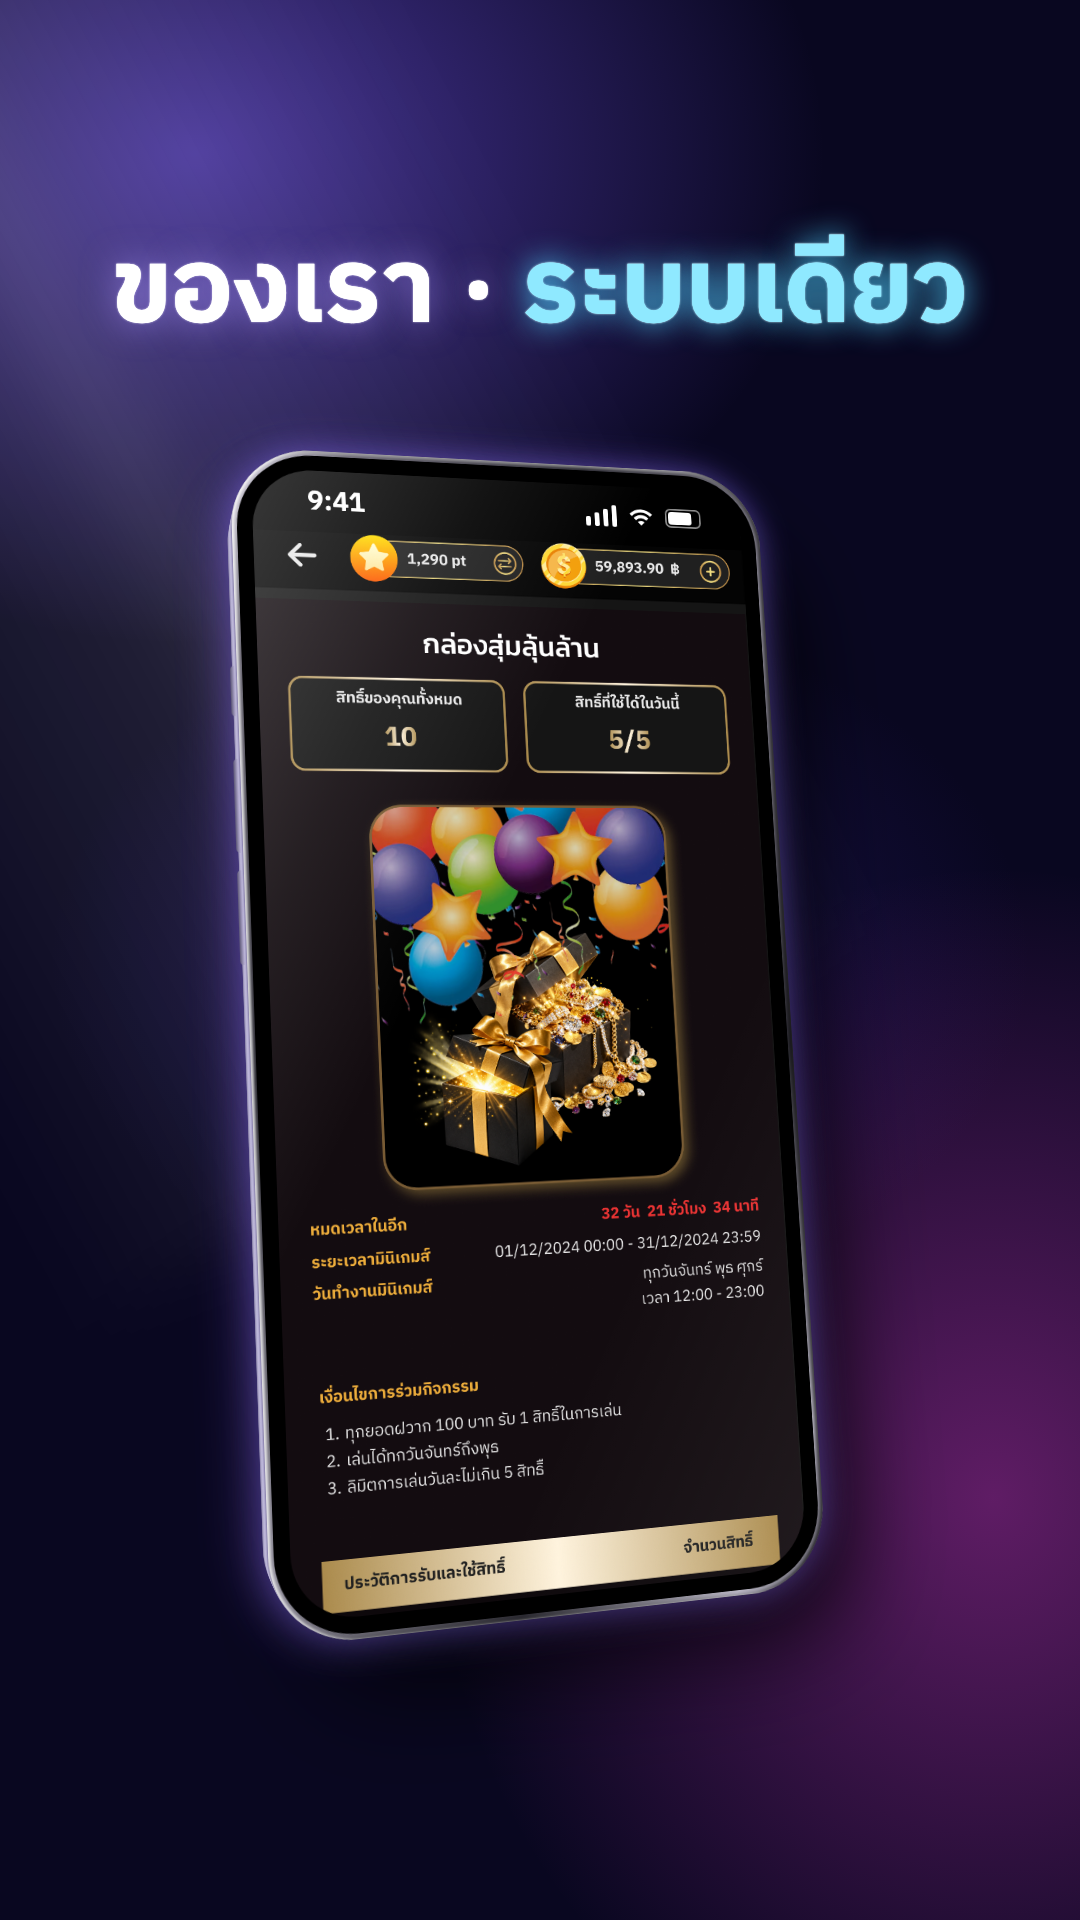 ของเรา · ระบบเดียว
9:41
1,290 pt
59,893.90 ฿
กล่องสุ่มลุ้นล้าน
สิทธิ์ของคุณทั้งหมด
10
สิทธิ์ที่ใช้ได้ในวันนี้
5/5
หมดเวลาในอีก 32 วัน 21 ชั่วโมง 34 นาที
ระยะเวลามินิเกมส์ 01/12/2024 00:00 - 31/12/2024 23:59
วันทำงานมินิเกมส์ ทุกวันจันทร์ พุธ ศุกร์
เวลา 12:00 - 23:00
เงื่อนไขการร่วมกิจกรรม
1. ทุกยอดฝวาก 100 บาท รับ 1 สิทธิ์ในการเล่น
2. เล่นได้ทกวันจันทร์ถึงพุธ
3. ลิมิตการเล่นวันละไม่เกิน 5 สิทธิ์
ประวัติการรับและใช้สิทธิ์ จำนวนสิทธิ์